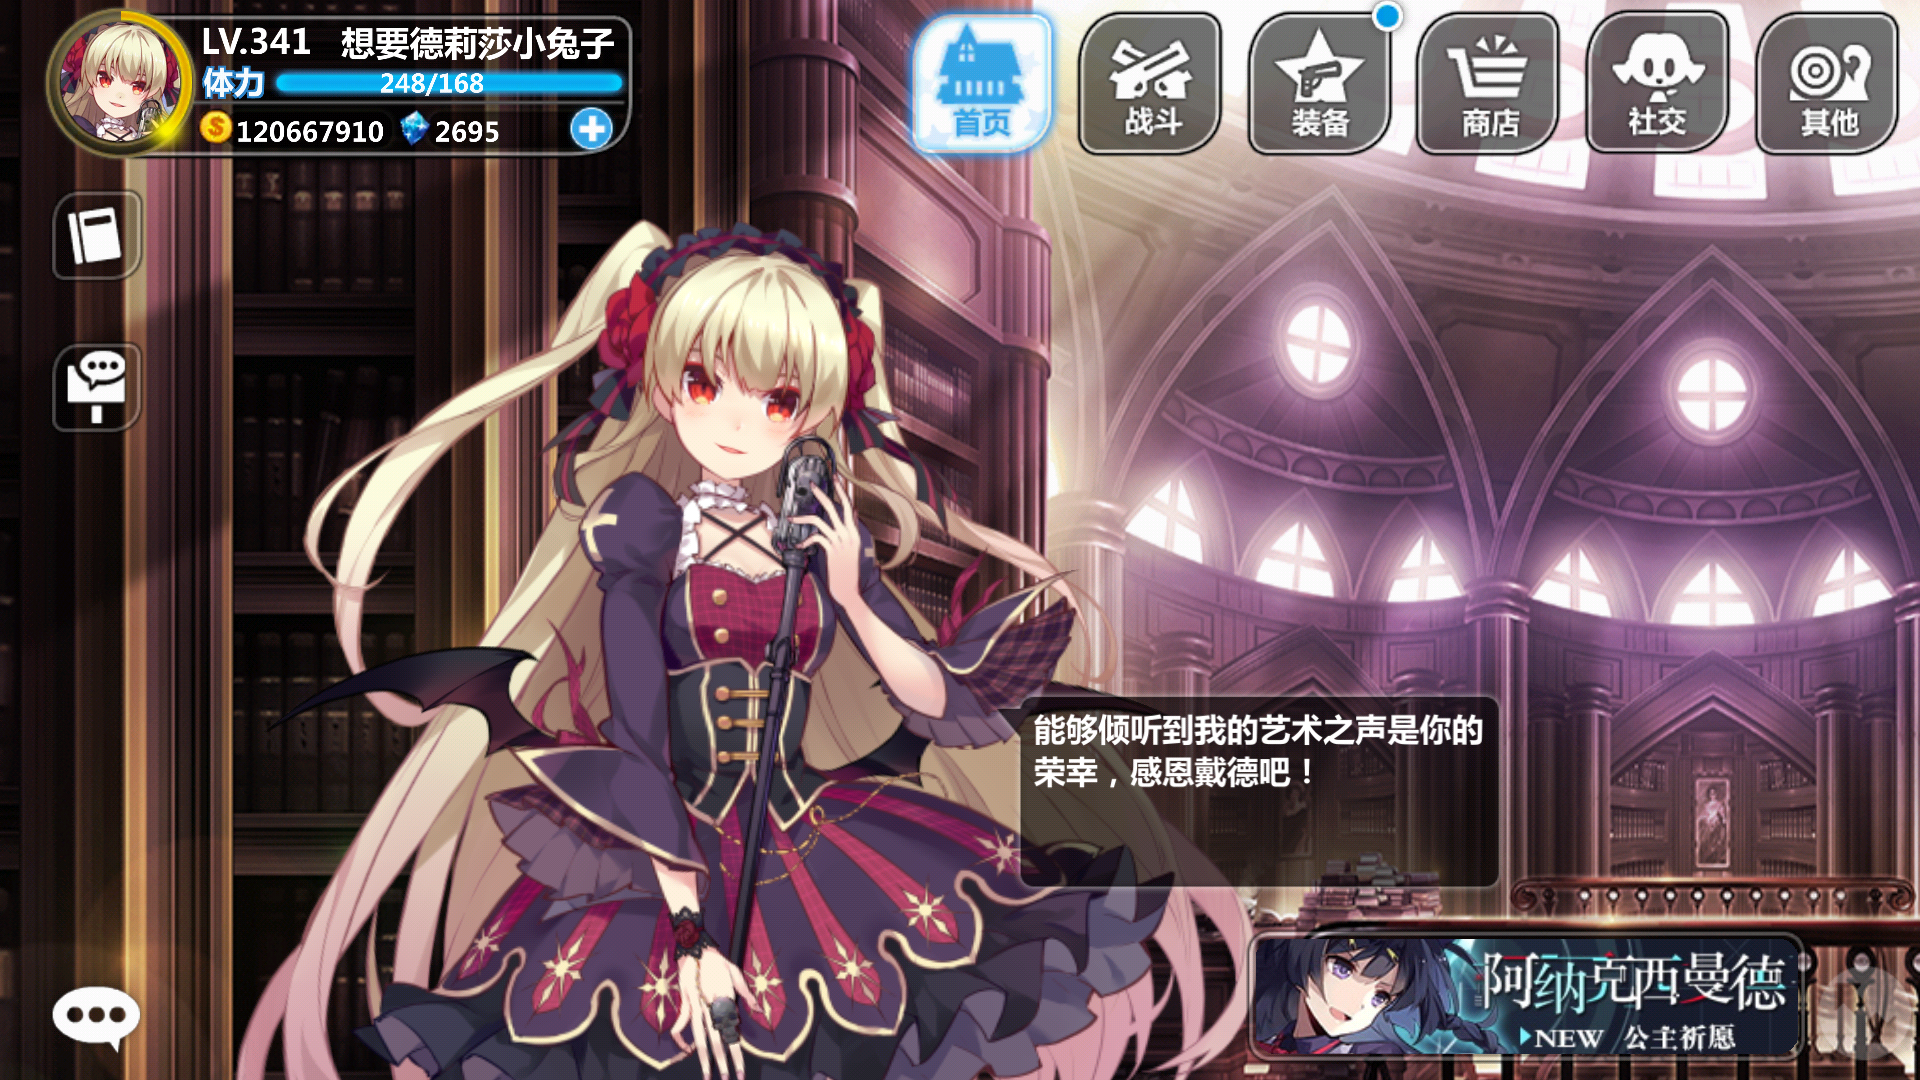 LV.341 想要德莉莎小兔子
体力 248/168
120667910 2695
首页
战斗
装备
商店
社交
其他
能够倾听到我的艺术之声是你的
荣幸，感恩戴德吧！
阿纳克西曼德
NEW 公主祈愿